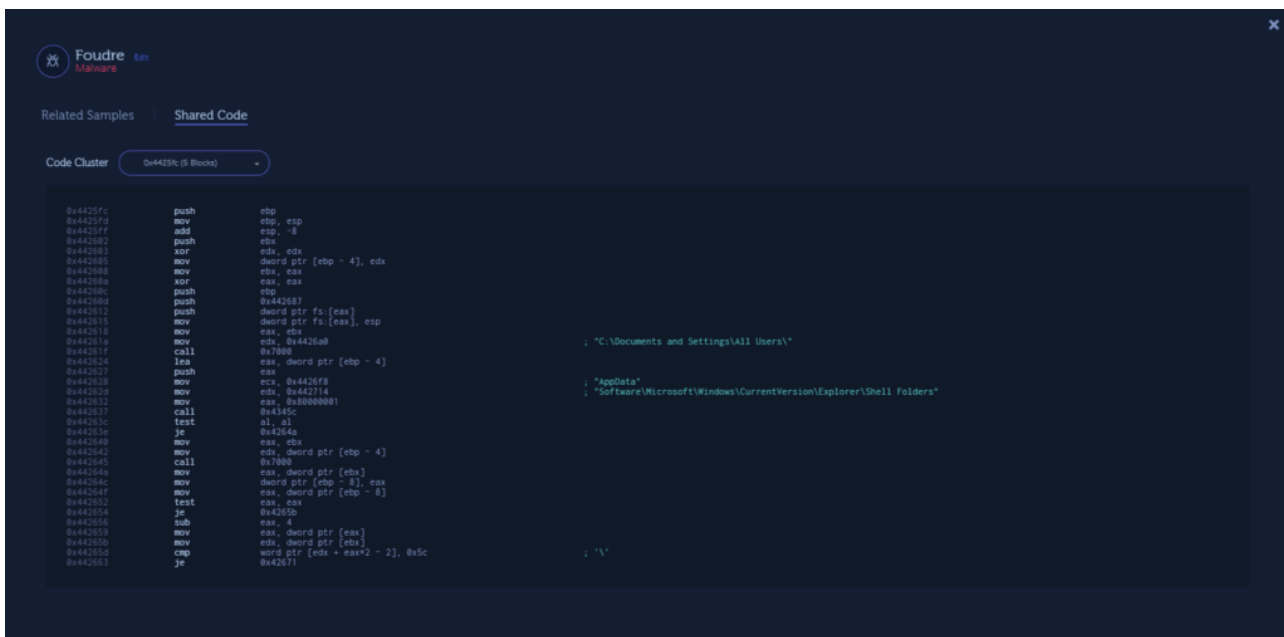 ×
Foudre Edit
Malware
Related Samples Shared Code
Code Cluster 0x4425fc (5 Blocks)
0x4425fc push ebp
0x4425fd mov ebp, esp
0x4425ff add esp, -8
0x442602 push ebx
0x442603 xor edx, edx
0x442605 mov dword ptr [ebp - 4], edx
0x442608 mov ebx, eax
0x44260a xor eax, eax
0x44260c push ebp
0x44260d push 0x442687
0x442612 push dword ptr fs:[eax]
0x442615 mov dword ptr fs:[eax], esp
0x442618 mov eax, ebx
0x44261a mov edx, 0x4426a0 ; "C:\Documents and Settings\All Users\"
0x44261f call 0x7000
0x442624 lea eax, dword ptr [ebp - 4]
0x442627 push eax
0x442628 mov ecx, 0x4426f8 ; "AppData"
0x44262d mov edx, 0x442714 ; "Software\Microsoft\Windows\CurrentVersion\Explorer\Shell Folders"
0x442632 mov eax, 0x80000001
0x442637 call 0x4345c
0x44263c test al, al
0x44263e je 0x4264a
0x442640 mov eax, ebx
0x442642 mov edx, dword ptr [ebp - 4]
0x442645 call 0x7000
0x44264a mov eax, dword ptr [ebx]
0x44264c mov dword ptr [ebp - 8], eax
0x44264f mov eax, dword ptr [ebp - 8]
0x442652 test eax, eax
0x442654 je 0x4265b
0x442656 sub eax, 4
0x442659 mov eax, dword ptr [eax]
0x44265b mov edx, dword ptr [ebx]
0x44265d cmp word ptr [edx + eax*2 - 2], 0x5c ; '\'
0x442663 je 0x42671